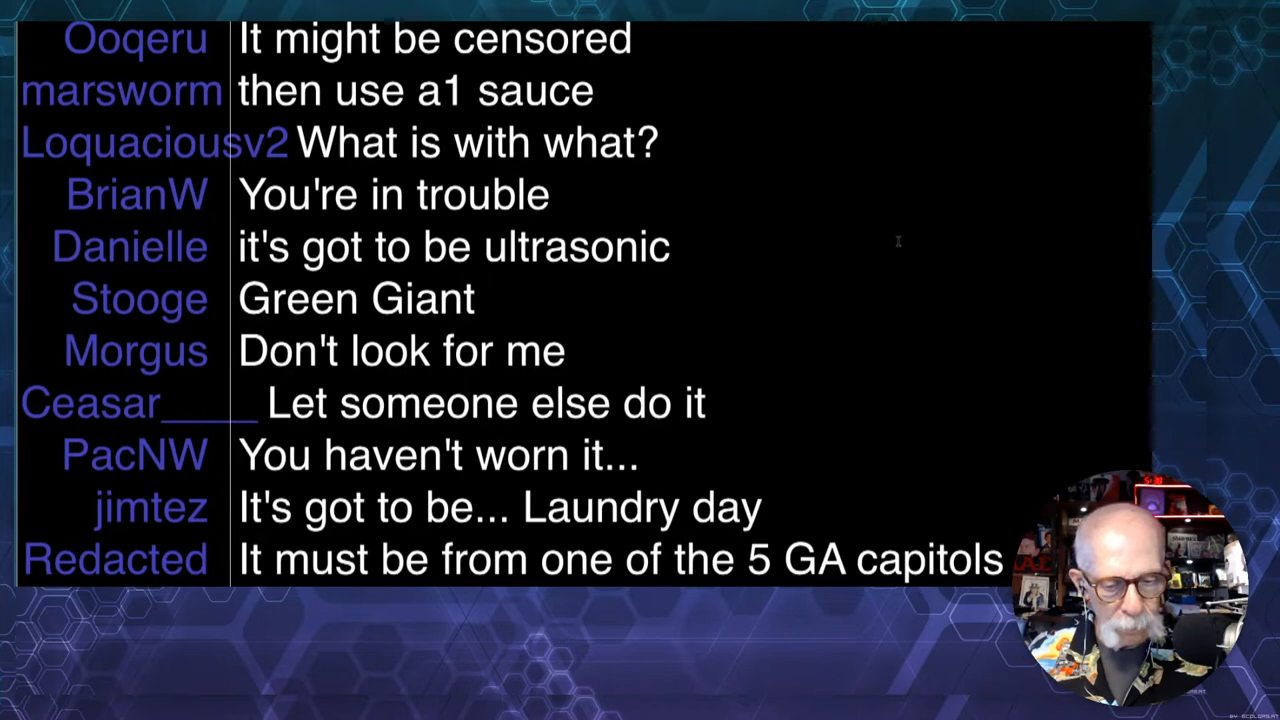 Ooqeru It might be censored
marsworm then use a1 sauce
Loquaciousv2 What is with what?
BrianW You're in trouble
Danielle it's got to be ultrasonic
Stooge Green Giant
Morgus Don't look for me
Ceasar____ Let someone else do it
PacNW You haven't worn it...
jimtez It's got to be... Laundry day
Redacted It must be from one of the 5 GA capitols